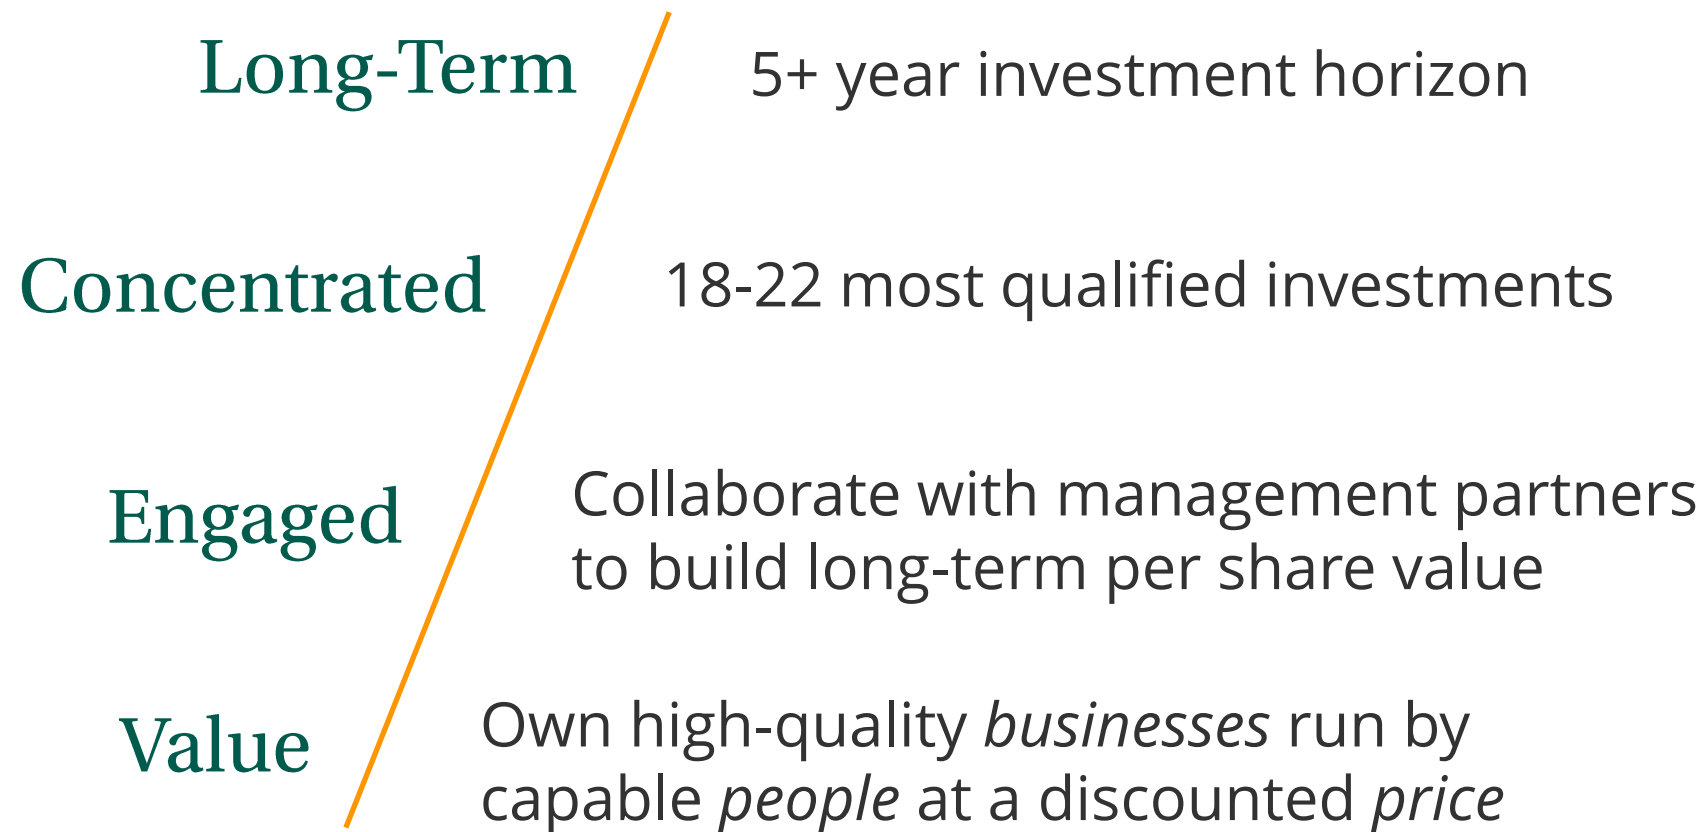 Long-Term
5+ year investment horizon
Concentrated
18-22 most qualified investments
Engaged
Collaborate with management partners
to build long-term per share value
Value
Own high-quality businesses run by
capable people at a discounted price